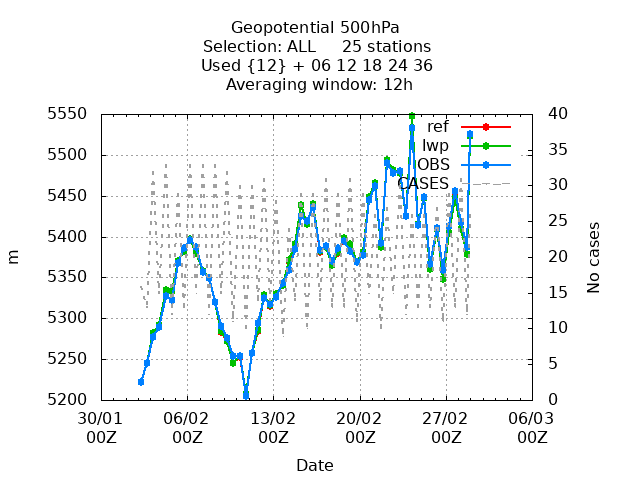 Geopotential 500hPa
Selection: ALL 25 stations
Used {12} + 06 12 18 24 36
Averaging window: 12h
5550
5500
5450
5400
5350
5300
5250
5200
m
40
35
30
25
20
15
10
5
0
No cases
ref
lwp
OBS
CASES
30/01 06/02 13/02 20/02 27/02 06/03
00Z 00Z 00Z 00Z 00Z 00Z
Date